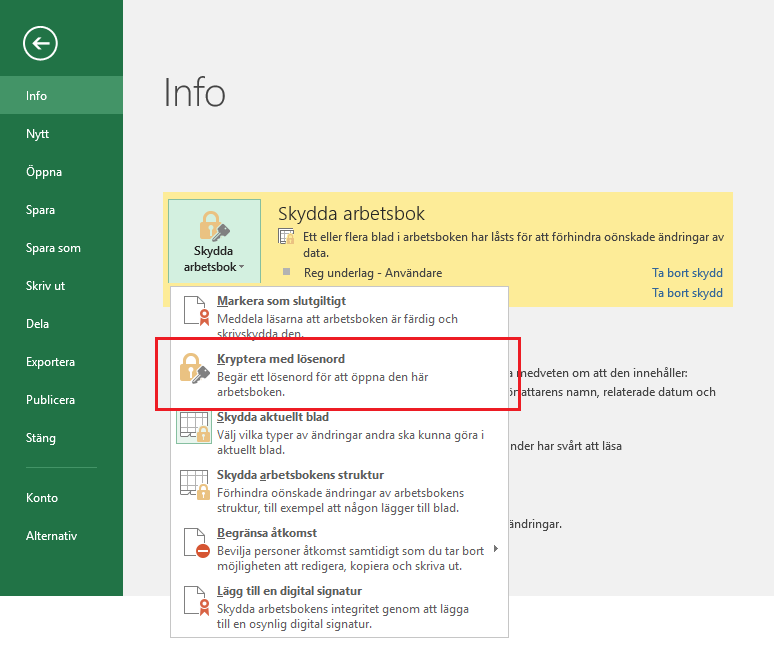 Info
Nytt
Öppna
Spara
Spara som
Skriv ut
Dela
Exportera
Publicera
Stäng
Konto
Alternativ
Info
Skydda
arbetsbok
Skydda arbetsbok
Ett eller flera blad i arbetsboken har låsts för att förhindra oönskade ändringar av
data.
Reg underlag - Användare Ta bort skydd
Ta bort skydd
Markera som slutgiltigt
Meddela läsarna att arbetsboken är färdig och
skrivskydda den.
Kryptera med lösenord
Begär ett lösenord för att öppna den här
arbetsboken.
Skydda aktuellt blad
Välj vilka typer av ändringar andra ska kunna göra i
aktuellt blad.
Skydda arbetsbokens struktur
Förhindra oönskade ändringar av arbetsbokens
struktur, till exempel att någon lägger till blad.
Begränsa åtkomst
Bevilja personer åtkomst samtidigt som du tar bort
möjligheten att redigera, kopiera och skriva ut.
Lägg till en digital signatur
Skydda arbetsbokens integritet genom att lägga
till en osynlig digital signatur.
a medveten om att den innehåller:
författarens namn, relaterade datum och
nder har svårt att läsa
ändringar.